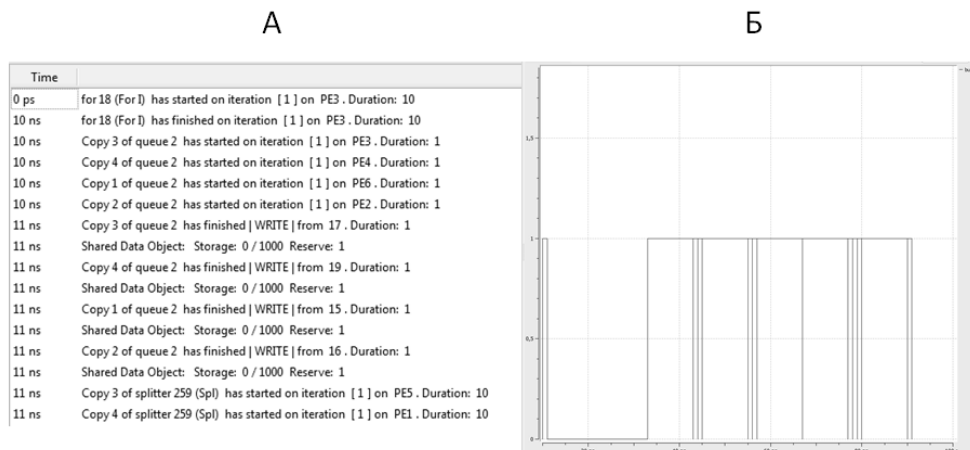 А
Б
Time
0 ps for 18 (For I) has started on iteration [ 1 ] on PE3 . Duration: 10
10 ns for 18 (For I) has finished on iteration [ 1 ] on PE3 . Duration: 10
10 ns Copy 3 of queue 2 has started on iteration [ 1 ] on PE3 . Duration: 1
10 ns Copy 4 of queue 2 has started on iteration [ 1 ] on PE4 . Duration: 1
10 ns Copy 1 of queue 2 has started on iteration [ 1 ] on PE6 . Duration: 1
10 ns Copy 2 of queue 2 has started on iteration [ 1 ] on PE2 . Duration: 1
11 ns Copy 3 of queue 2 has finished | WRITE | from 17 . Duration: 1
11 ns Shared Data Object: Storage: 0 / 1000 Reserve: 1
11 ns Copy 4 of queue 2 has finished | WRITE | from 19 . Duration: 1
11 ns Shared Data Object: Storage: 0 / 1000 Reserve: 1
11 ns Copy 1 of queue 2 has finished | WRITE | from 15 . Duration: 1
11 ns Shared Data Object: Storage: 0 / 1000 Reserve: 1
11 ns Copy 2 of queue 2 has finished | WRITE | from 16 . Duration: 1
11 ns Shared Data Object: Storage: 0 / 1000 Reserve: 1
11 ns Copy 3 of splitter 259 (Spl) has started on iteration [ 1 ] on PE5 . Duration: 10
11 ns Copy 4 of splitter 259 (Spl) has started on iteration [ 1 ] on PE1 . Duration: 10
1,5
1
0,5
0